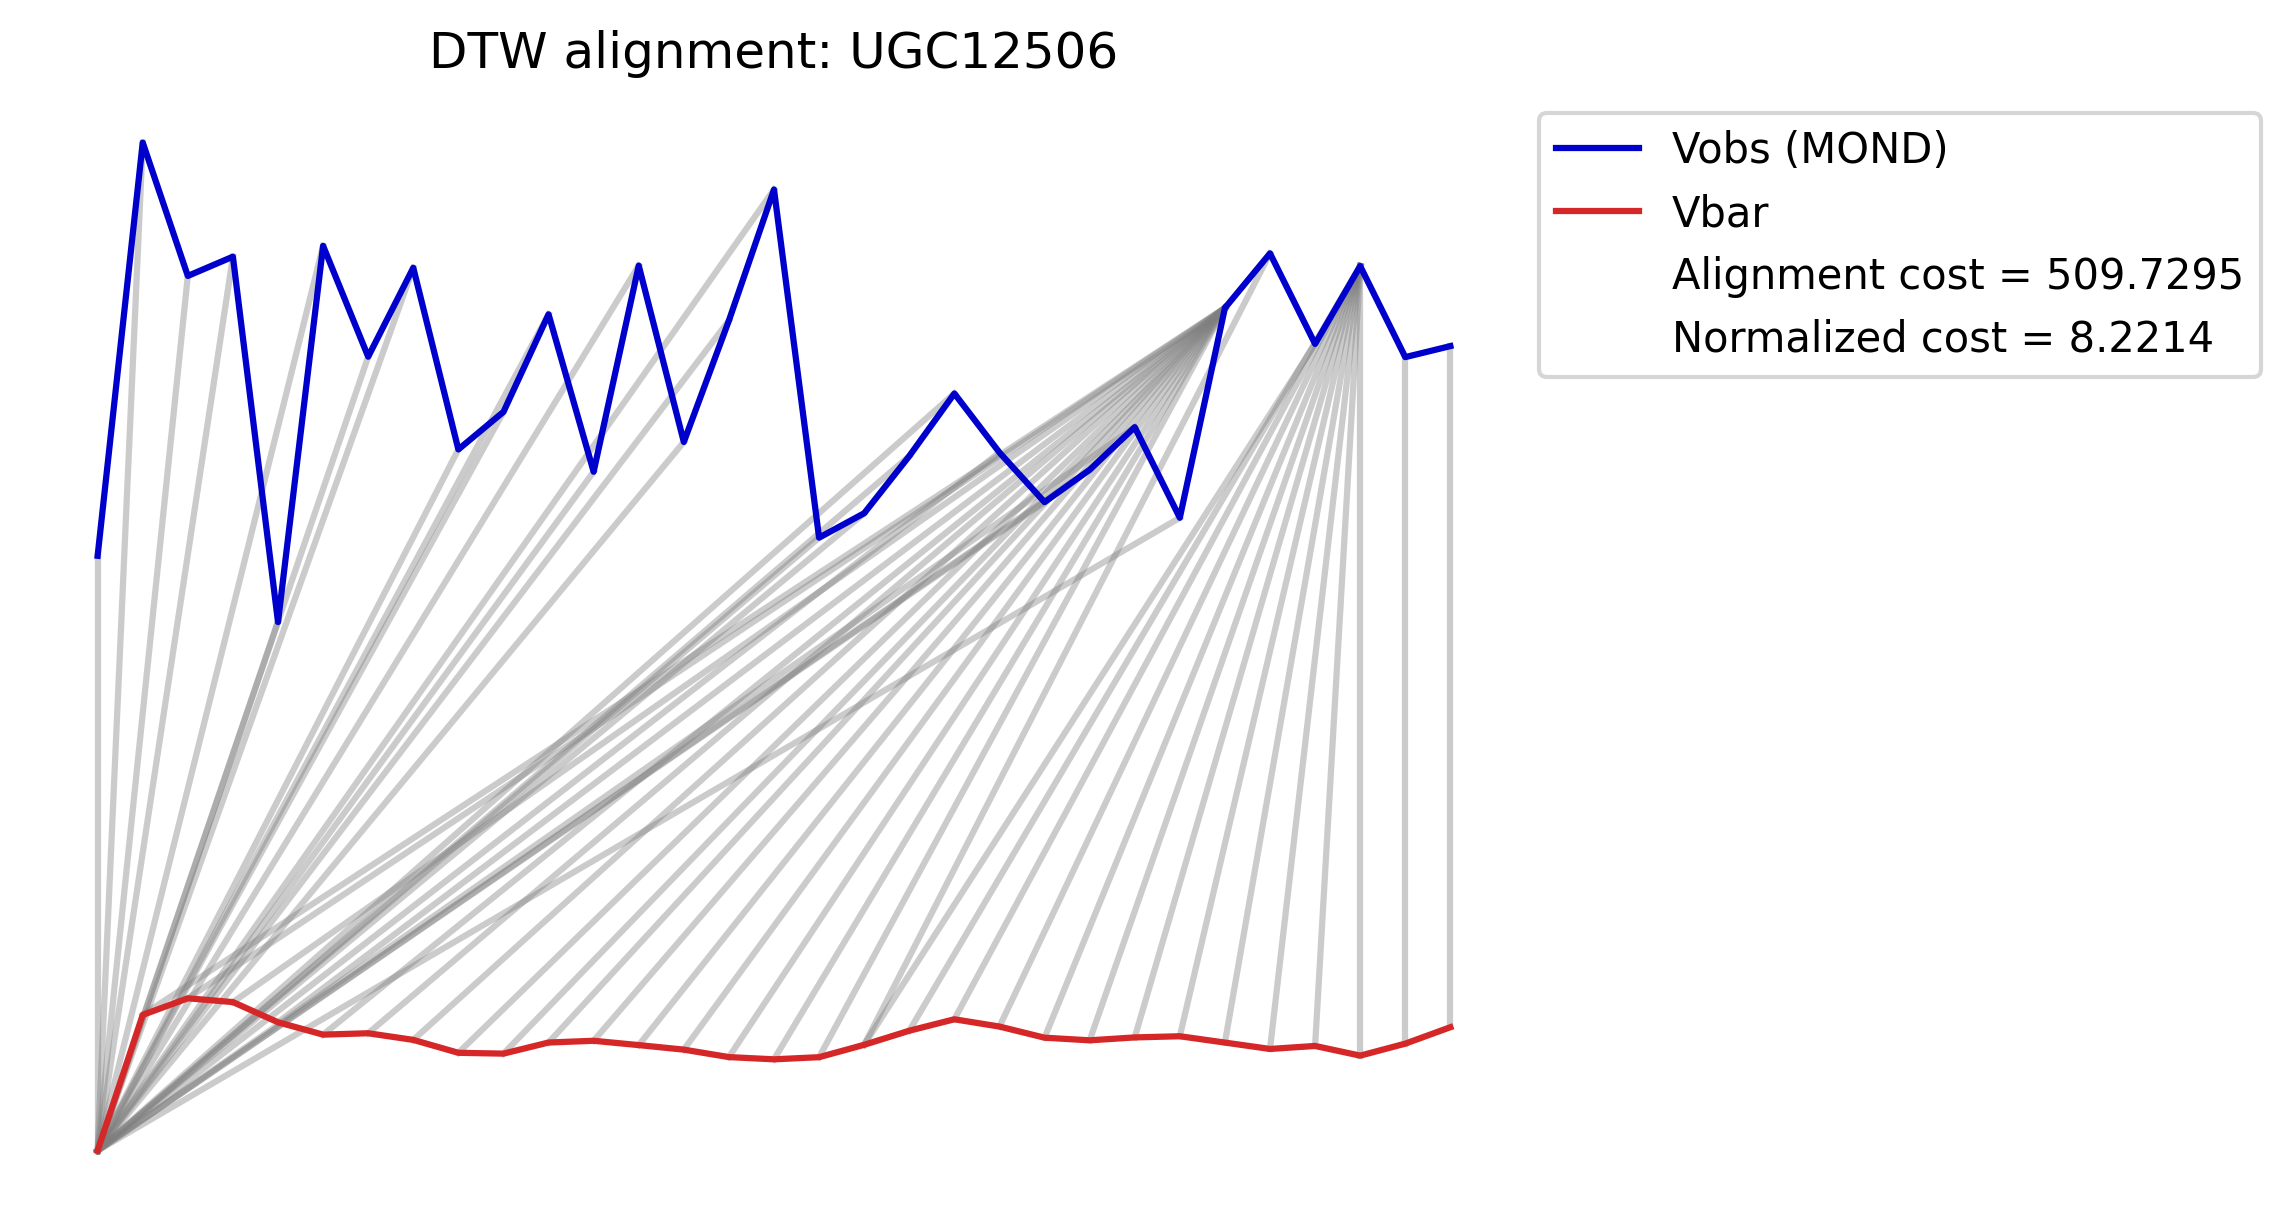 DTW alignment: UGC12506
Vobs (MOND)
Vbar
Alignment cost = 509.7295
Normalized cost = 8.2214